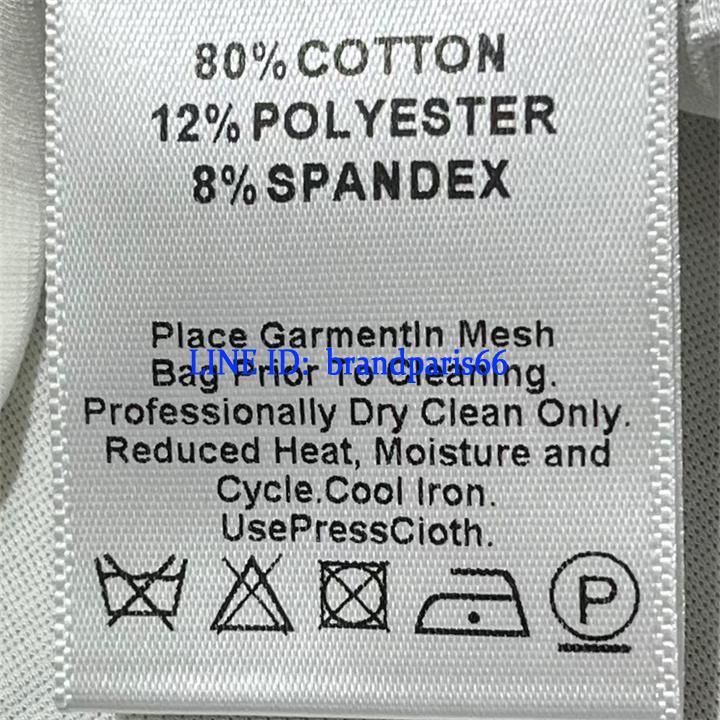 80% COTTON
12% POLYESTER
8% SPANDEX
Place GarmentIn Mesh
LINE ID: brandparis66
Bag Prior To Cleaning.
Professionally Dry Clean Only.
Reduced Heat, Moisture and
Cycle.Cool Iron.
UsePressCioth.
P